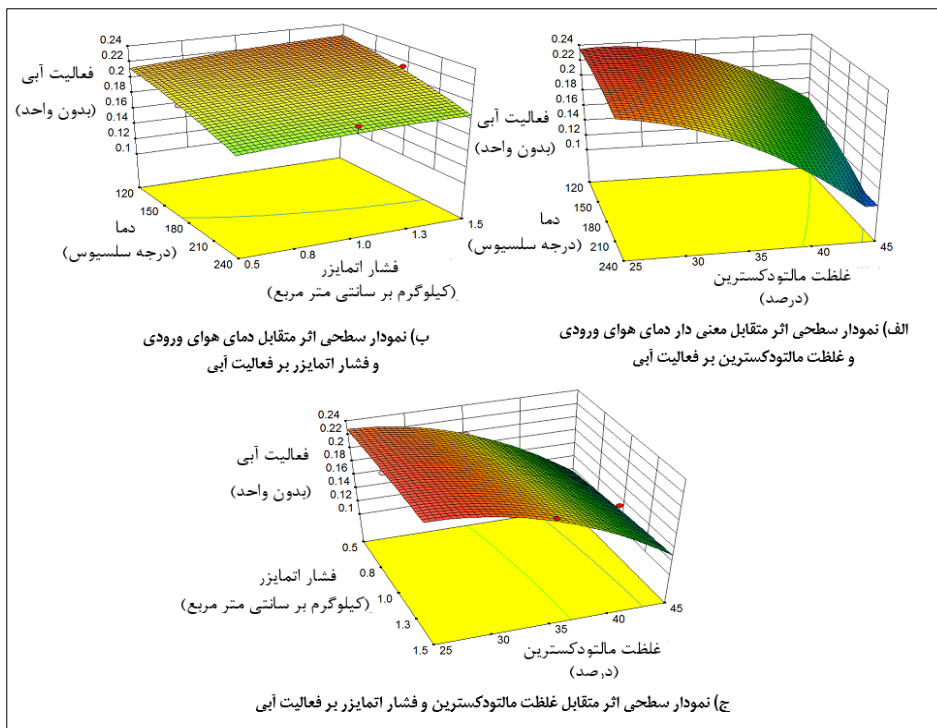 0.24
0.22
0.2
0.18
0.16
0.14
0.12
0.1
فعالیت آبی
(بدون واحد)
120
150
180
210
240
دما
(درجه سلسیوس)
25
30
35
40
45
غلظت مالتودکسترین
(درصد)
الف) نمودار سطحی اثر متقابل معنی دار دمای هوای ورودی
و غلظت مالتودکسترین بر فعالیت آبی
0.24
0.22
0.2
0.18
0.16
0.14
0.12
0.1
فعالیت آبی
(بدون واحد)
120
150
180
210
240
دما
(درجه سلسیوس)
0.5
0.8
1.0
1.3
1.5
فشار اتمایزر
(کیلوگرم بر سانتی متر مربع)
ب) نمودار سطحی اثر متقابل دمای هوای ورودی
و فشار اتمایزر بر فعالیت آبی
0.24
0.22
0.2
0.18
0.16
0.14
0.12
0.1
فعالیت آبی
(بدون واحد)
0.5
0.8
1.0
1.3
1.5
فشار اتمایزر
(کیلوگرم بر سانتی متر مربع)
25
30
35
40
45
غلظت مالتودکسترین
(درصد)
ج) نمودار سطحی اثر متقابل غلظت مالتودکسترین و فشار اتمایزر بر فعالیت آبی